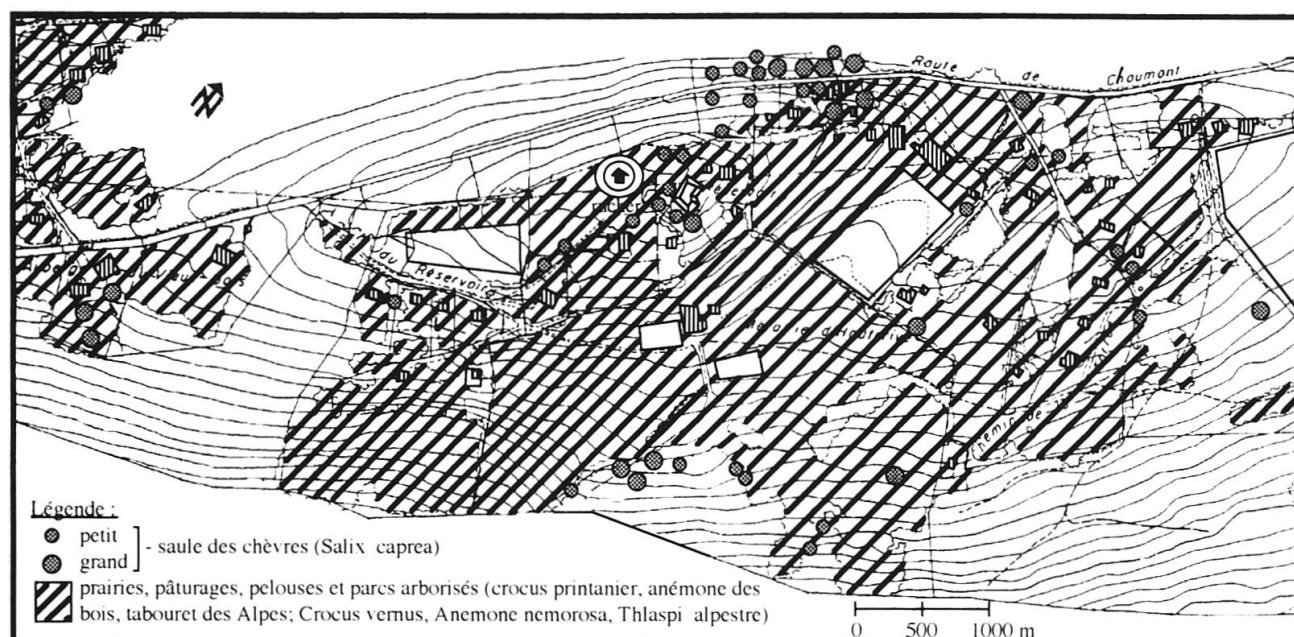 Route de Chaumont
du Réservoir
Légende :
petit
grand
- saule des chèvres (Salix caprea)
prairies, pâturages, pelouses et parcs arborisés (crocus printanier, anémone des
bois, tabouret des Alpes; Crocus vernus, Anemone nemorosa, Thlaspi alpestre)
0 500 1000 m